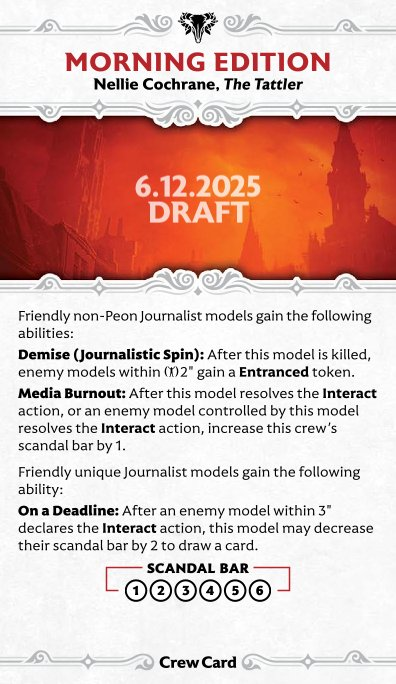 MORNING EDITION
Nellie Cochrane, The Tattler
6.12.2025
DRAFT
Friendly non-Peon Journalist models gain the following
abilities:
Demise (Journalistic Spin): After this model is killed,
enemy models within 2" gain a Entranced token.
Media Burnout: After this model resolves the Interact
action, or an enemy model controlled by this model
resolves the Interact action, increase this crew's
scandal bar by 1.
Friendly unique Journalist models gain the following
ability:
On a Deadline: After an enemy model within 3"
declares the Interact action, this model may decrease
their scandal bar by 2 to draw a card.
SCANDAL BAR
1 2 3 4 5 6
Crew Card